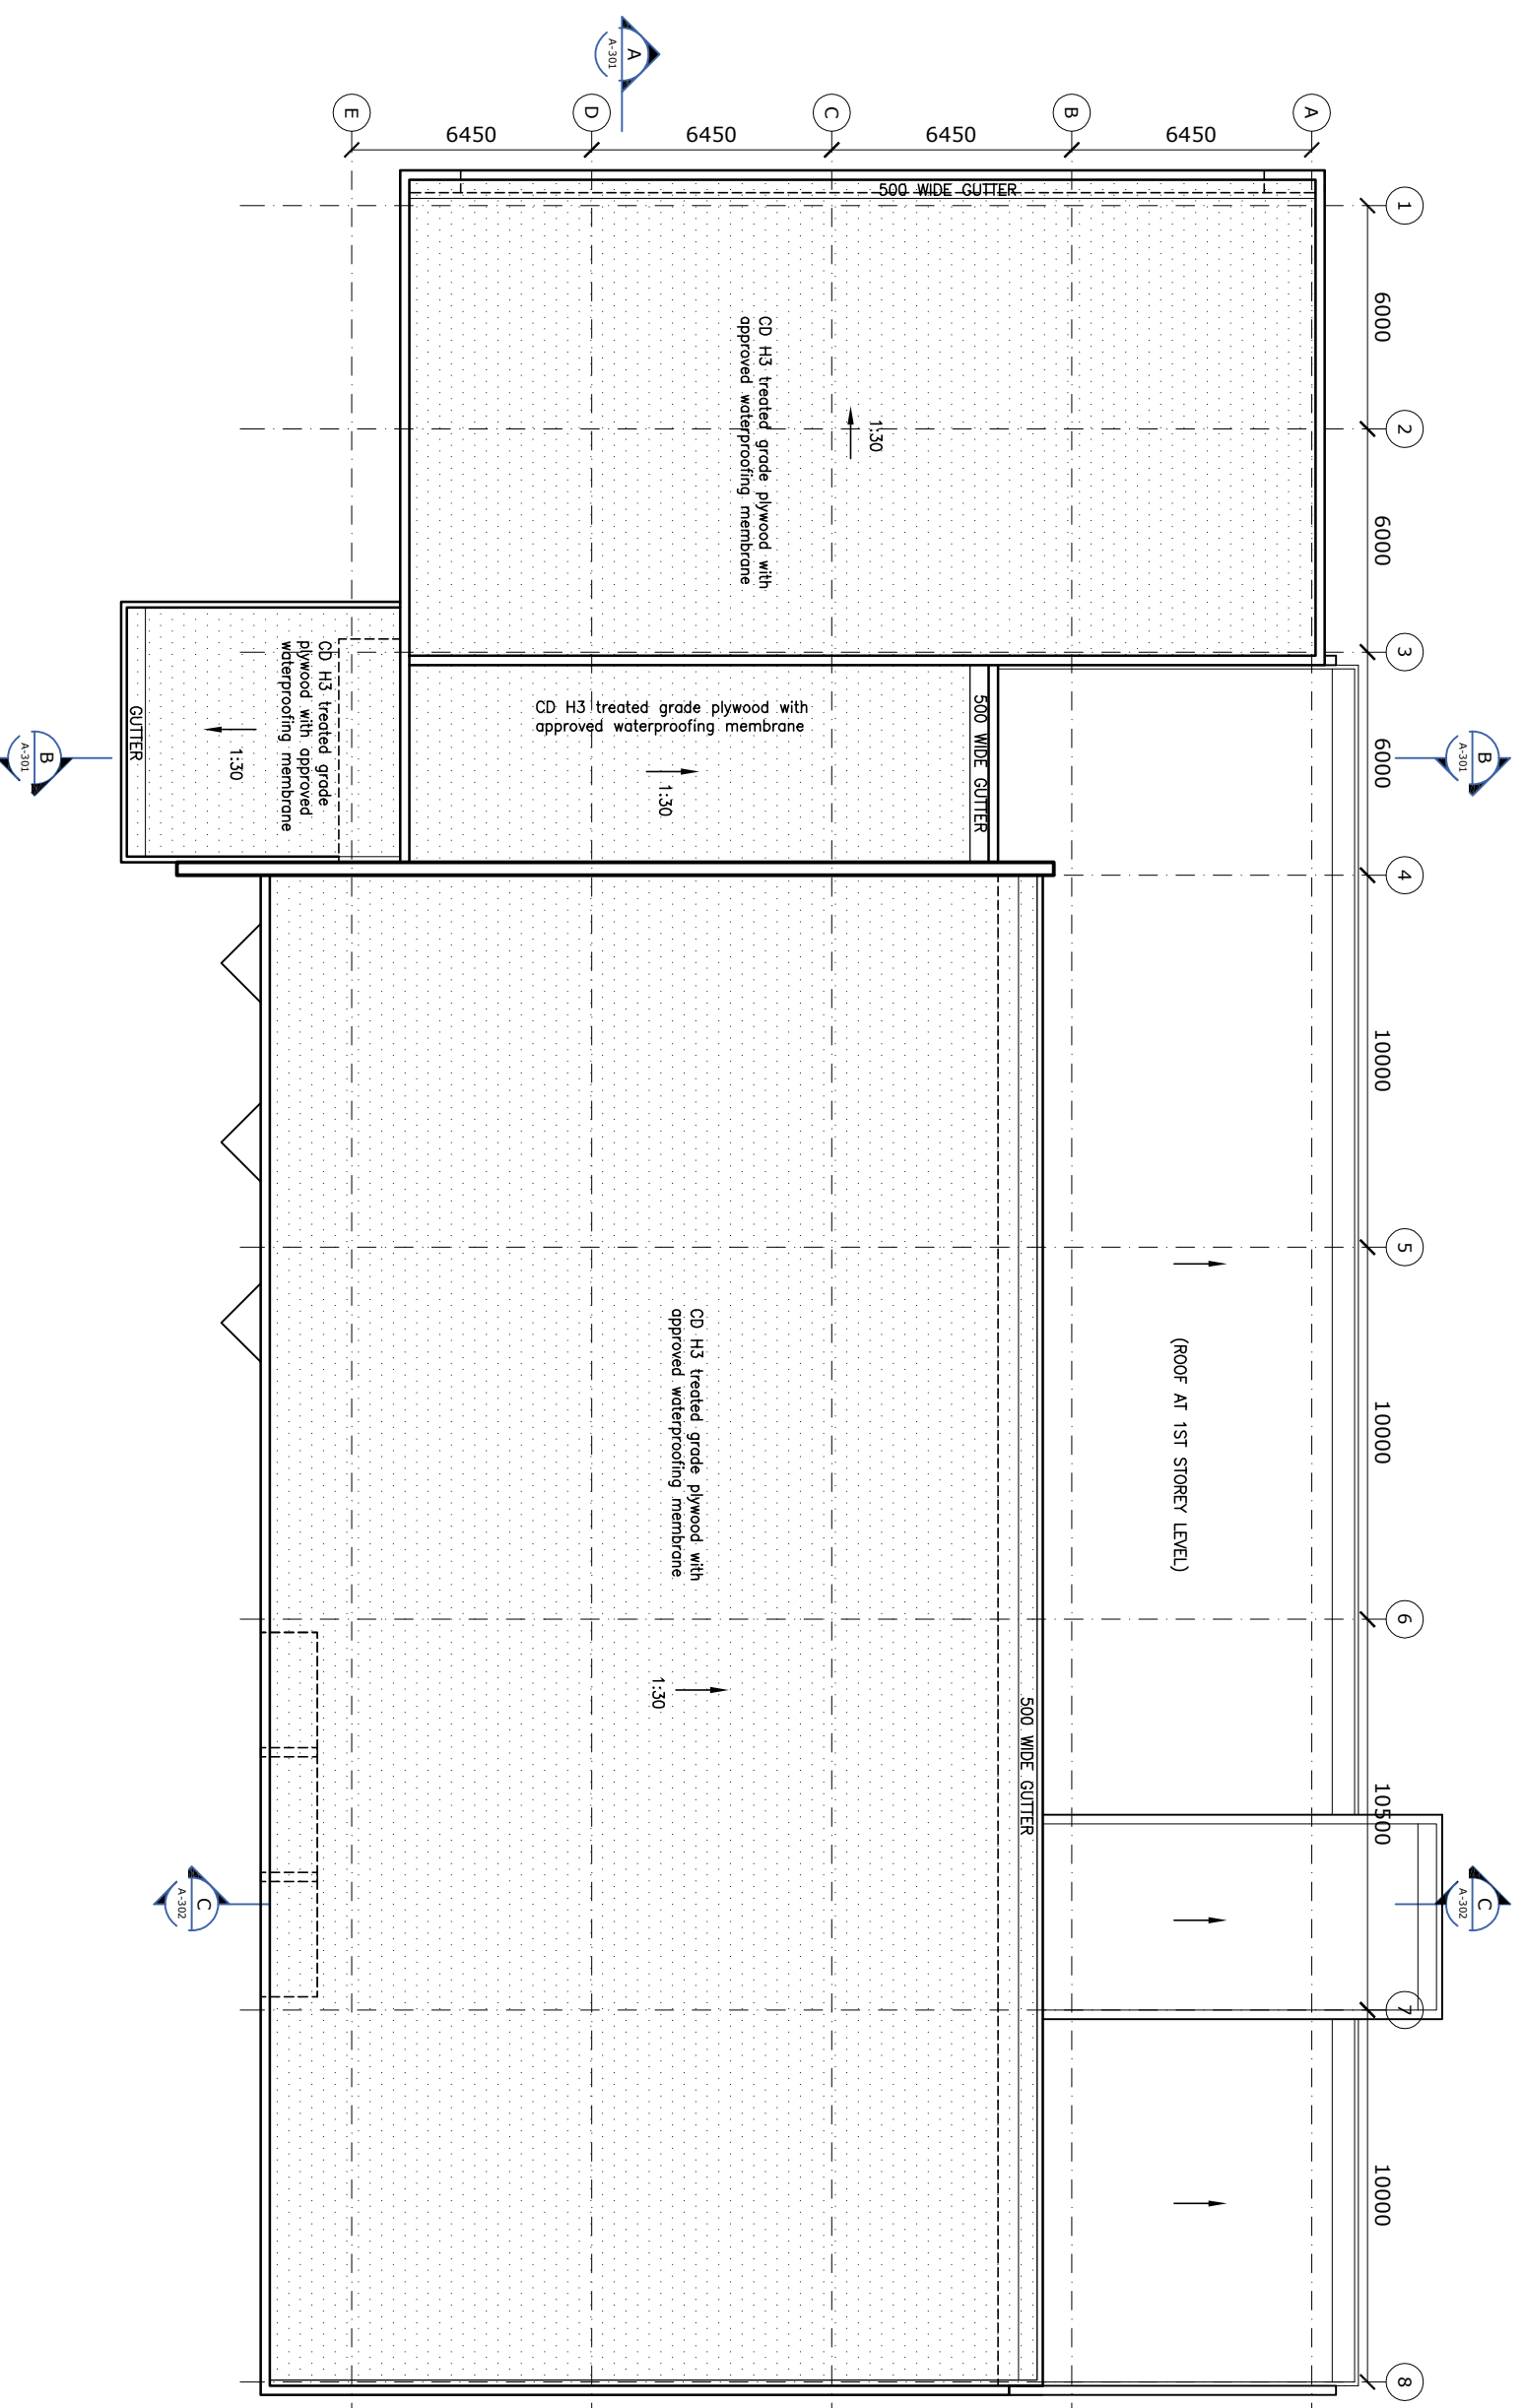 A
A-301
E
D
C
B
A
6450
6450
6450
6450
500 WIDE GUTTER
1
6000
2
6000
3
6000
4
10000
5
10000
6
10500
7
10000
8
CD H3 treated grade plywood with
approved waterproofing membrane
1:30
CD H3 treated grade
plywood with approved
waterproofing membrane
1:30
GUTTER
CD H3 treated grade plywood with
approved waterproofing membrane
1:30
500 WIDE GUTTER
B
A-301
B
A-301
(ROOF AT 1ST STOREY LEVEL)
CD H3 treated grade plywood with
approved waterproofing membrane
1:30
500 WIDE GUTTER
C
A-302
C
A-302